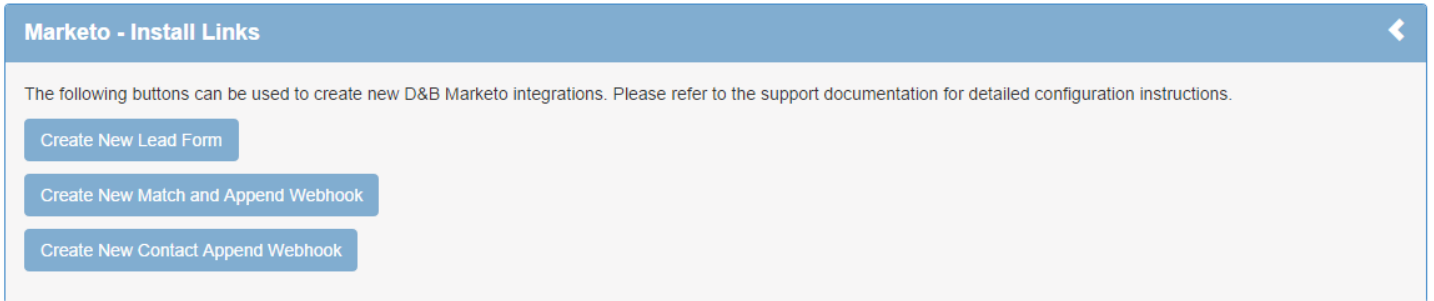 Marketo - Install Links
The following buttons can be used to create new D&B Marketo integrations. Please refer to the support documentation for detailed configuration instructions.
Create New Lead Form
Create New Match and Append Webhook
Create New Contact Append Webhook